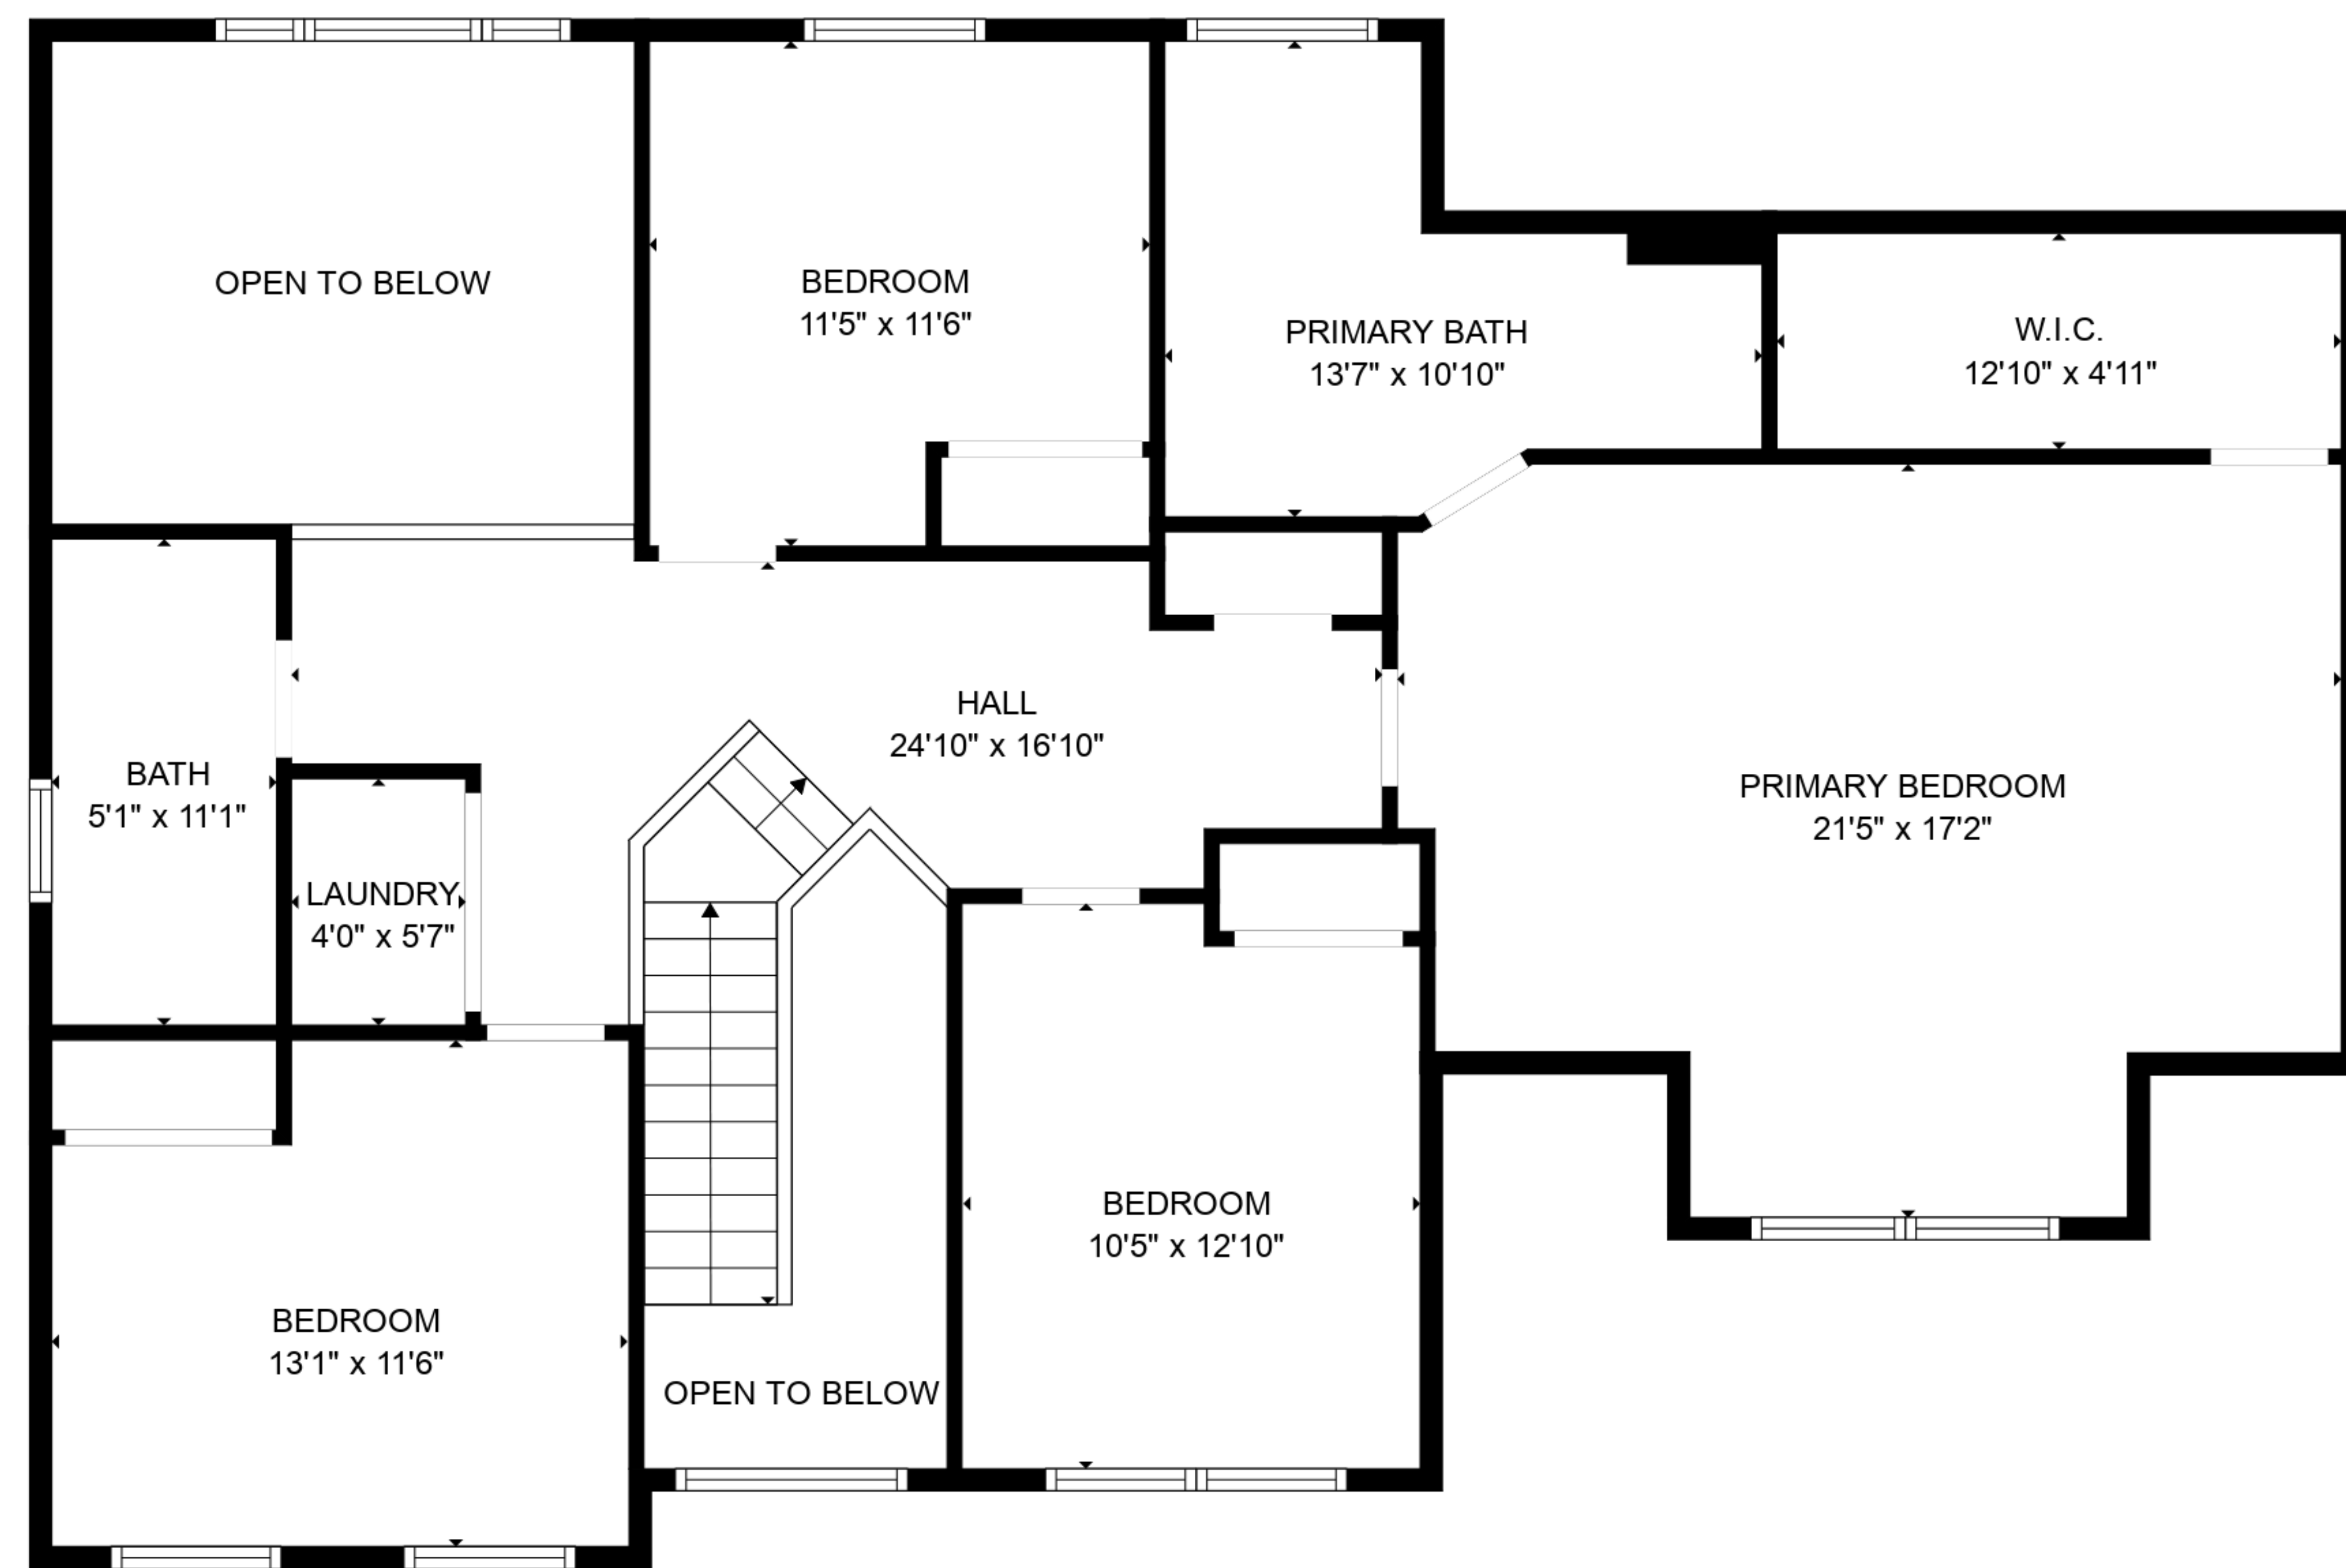 OPEN TO BELOW
BEDROOM
11'5" x 11'6"
PRIMARY BATH
13'7" x 10'10"
W.I.C.
12'10" x 4'11"
HALL
24'10" x 16'10"
BATH
5'1" x 11'1"
LAUNDRY
4'0" x 5'7"
PRIMARY BEDROOM
21'5" x 17'2"
BEDROOM
10'5" x 12'10"
BEDROOM
13'1" x 11'6"
OPEN TO BELOW